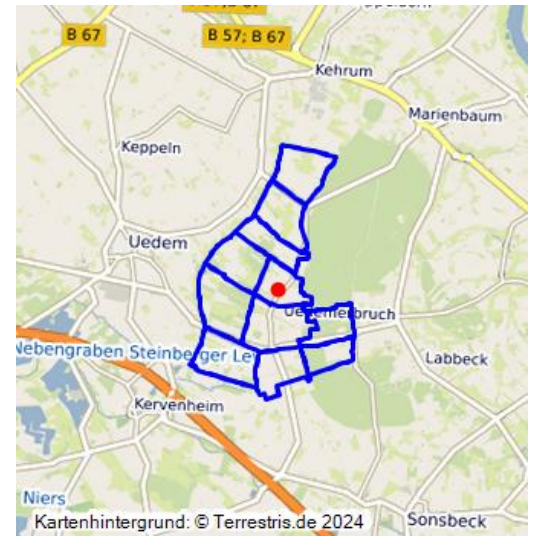 B 67
B 57; B 67
Kehrum
Marienbaum
Keppeln
Uedem
Uedemerbruch
Nebengraben Steinberger Ley
Labbeck
Kervenheim
Niers
Sonsbeck
Kartenhintergrund: © Terrestris.de 2024